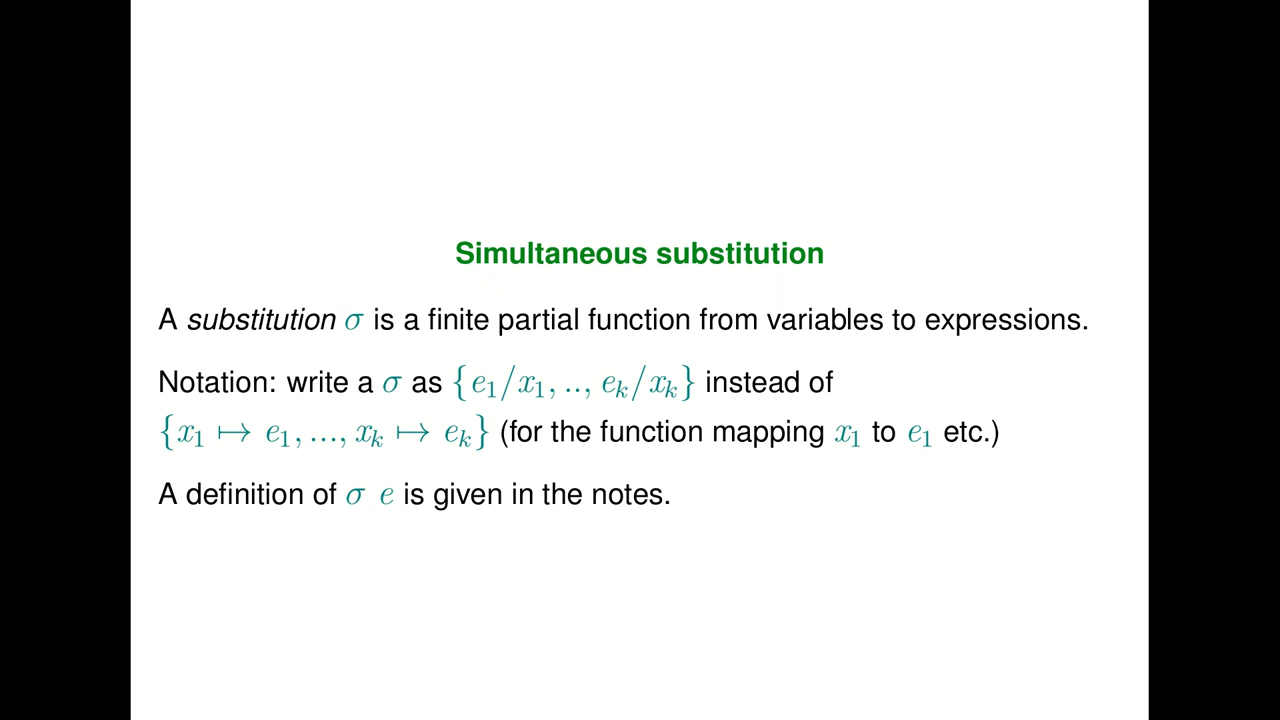 Simultaneous substitution
A substitution σ is a finite partial function from variables to expressions.
Notation: write a σ as {e₁/x₁, .., eₖ/xₖ} instead of
{x₁ ↦ e₁, ..., xₖ ↦ eₖ} (for the function mapping x₁ to e₁ etc.)
A definition of σ e is given in the notes.